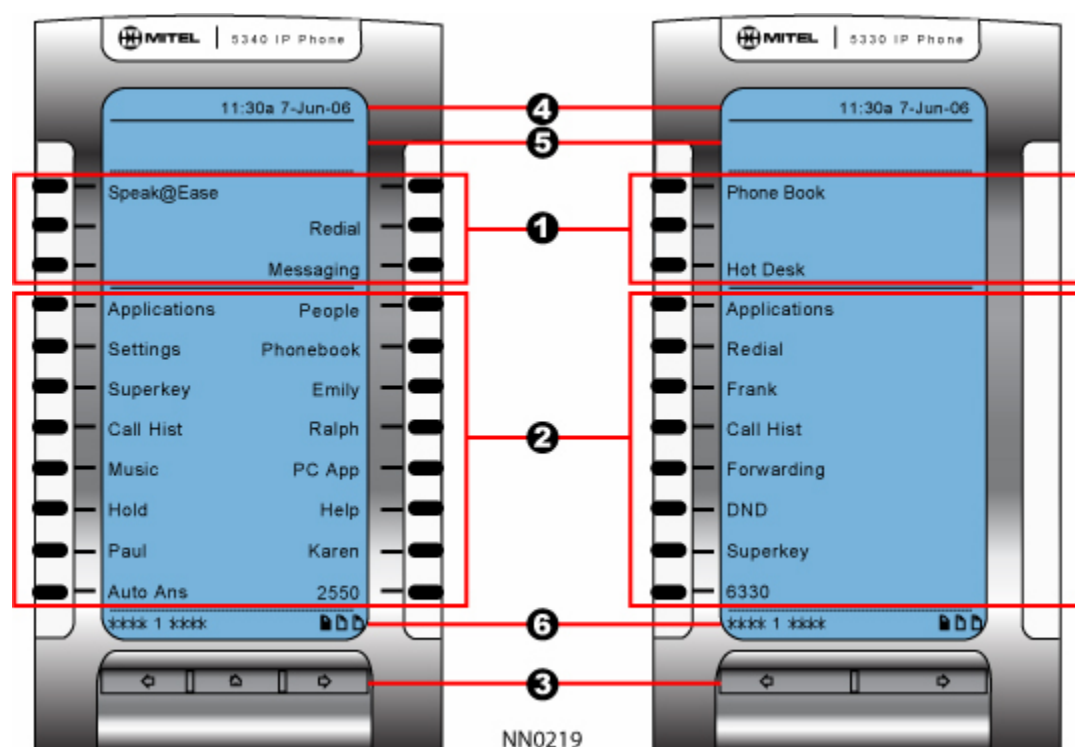 MITEL | 5340 IP Phone
11:30a 7-Jun-06
Speak@Ease
Redial
Messaging
Applications People
Settings Phonebook
Superkey Emily
Call Hist Ralph
Music PC App
Hold Help
Paul Karen
Auto Ans 2550
**** 1 ****
4
5
1
2
6
3
NN0219
MITEL | 5330 IP Phone
11:30a 7-Jun-06
Phone Book
Hot Desk
Applications
Redial
Frank
Call Hist
Forwarding
DND
Superkey
6330
**** 1 ****